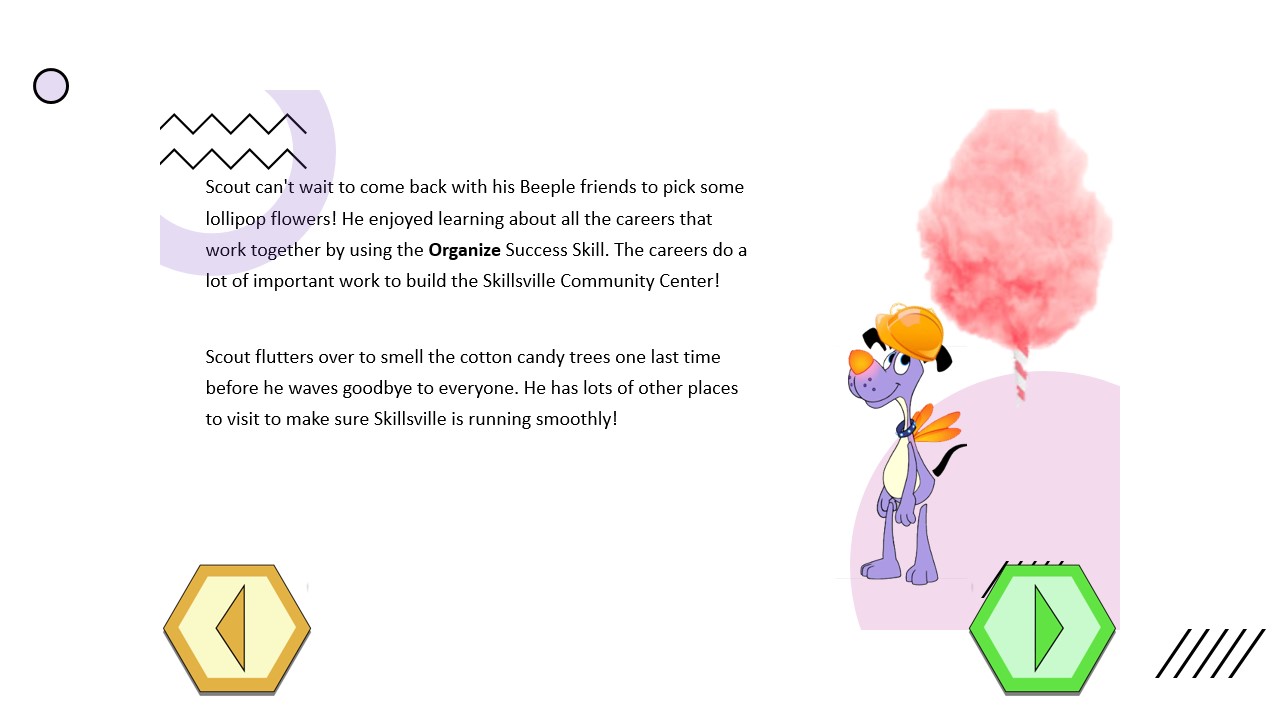 Scout can't wait to come back with his Beeple friends to pick some
lollipop flowers! He enjoyed learning about all the careers that
work together by using the Organize Success Skill. The careers do a
lot of important work to build the Skillsville Community Center!
Scout flutters over to smell the cotton candy trees one last time
before he waves goodbye to everyone. He has lots of other places
to visit to make sure Skillsville is running smoothly!